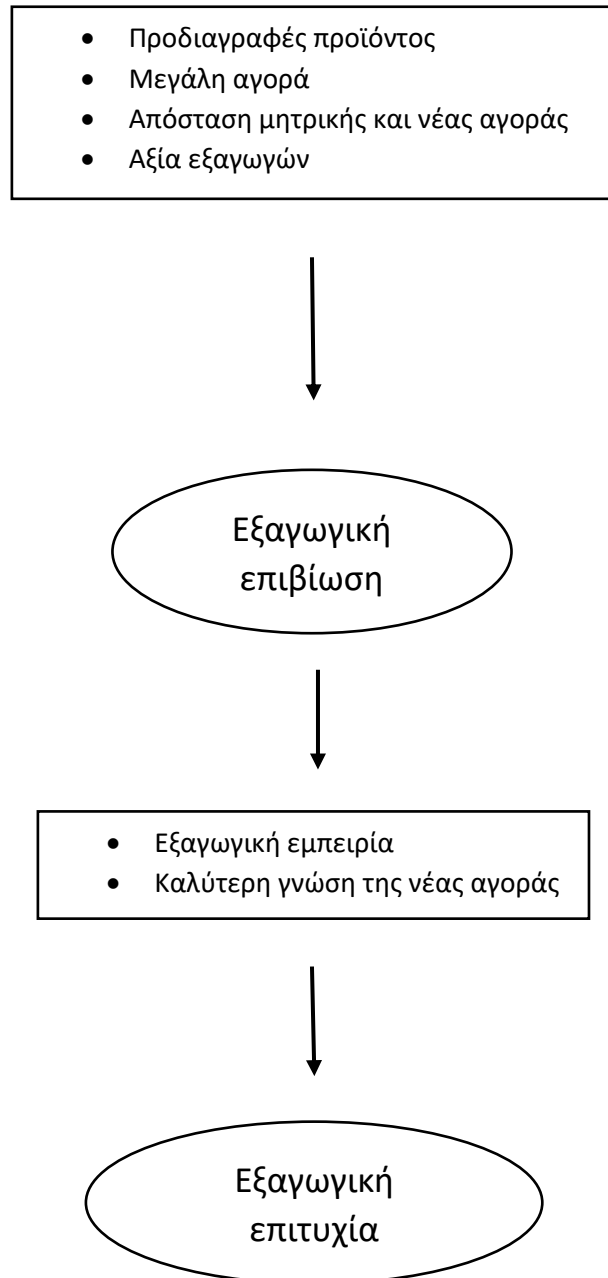 • Προδιαγραφές προϊόντος
• Μεγάλη αγορά
• Απόσταση μητρικής και νέας αγοράς
• Αξία εξαγωγών
Εξαγωγική
επιβίωση
• Εξαγωγική εμπειρία
• Καλύτερη γνώση της νέας αγοράς
Εξαγωγική
επιτυχία